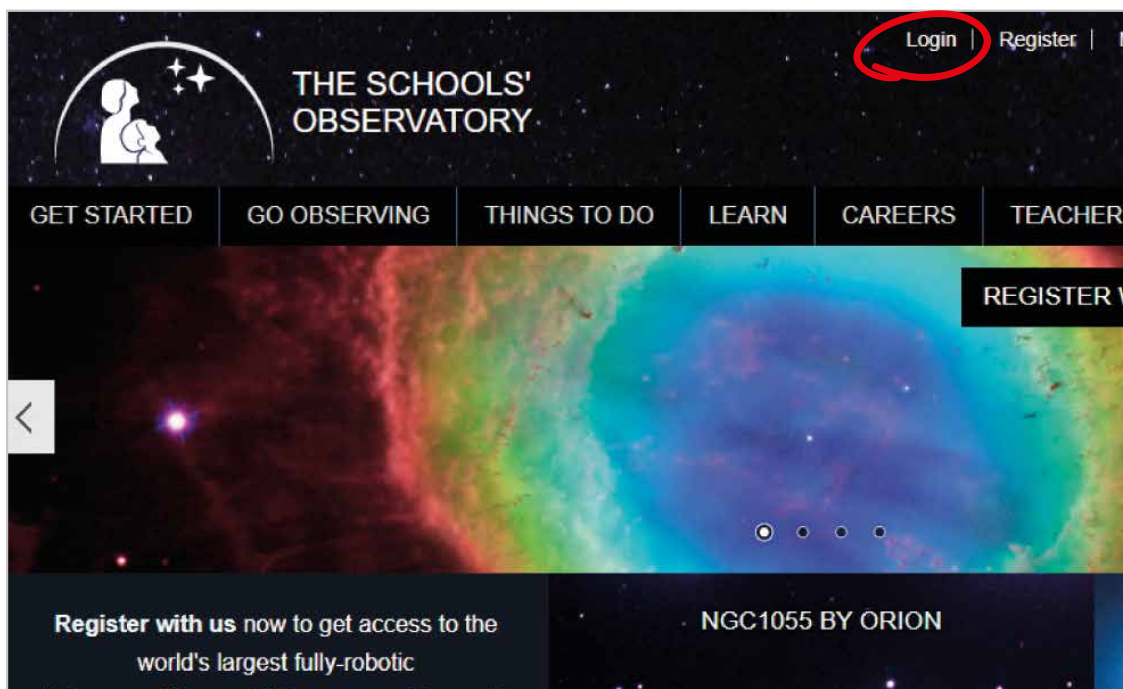 Login | Register |
THE SCHOOLS'
OBSERVATORY
GET STARTED
GO OBSERVING
THINGS TO DO
LEARN
CAREERS
REGISTER
Register with us now to get access to the
world's largest fully-robotic
NGC1055 BY ORION